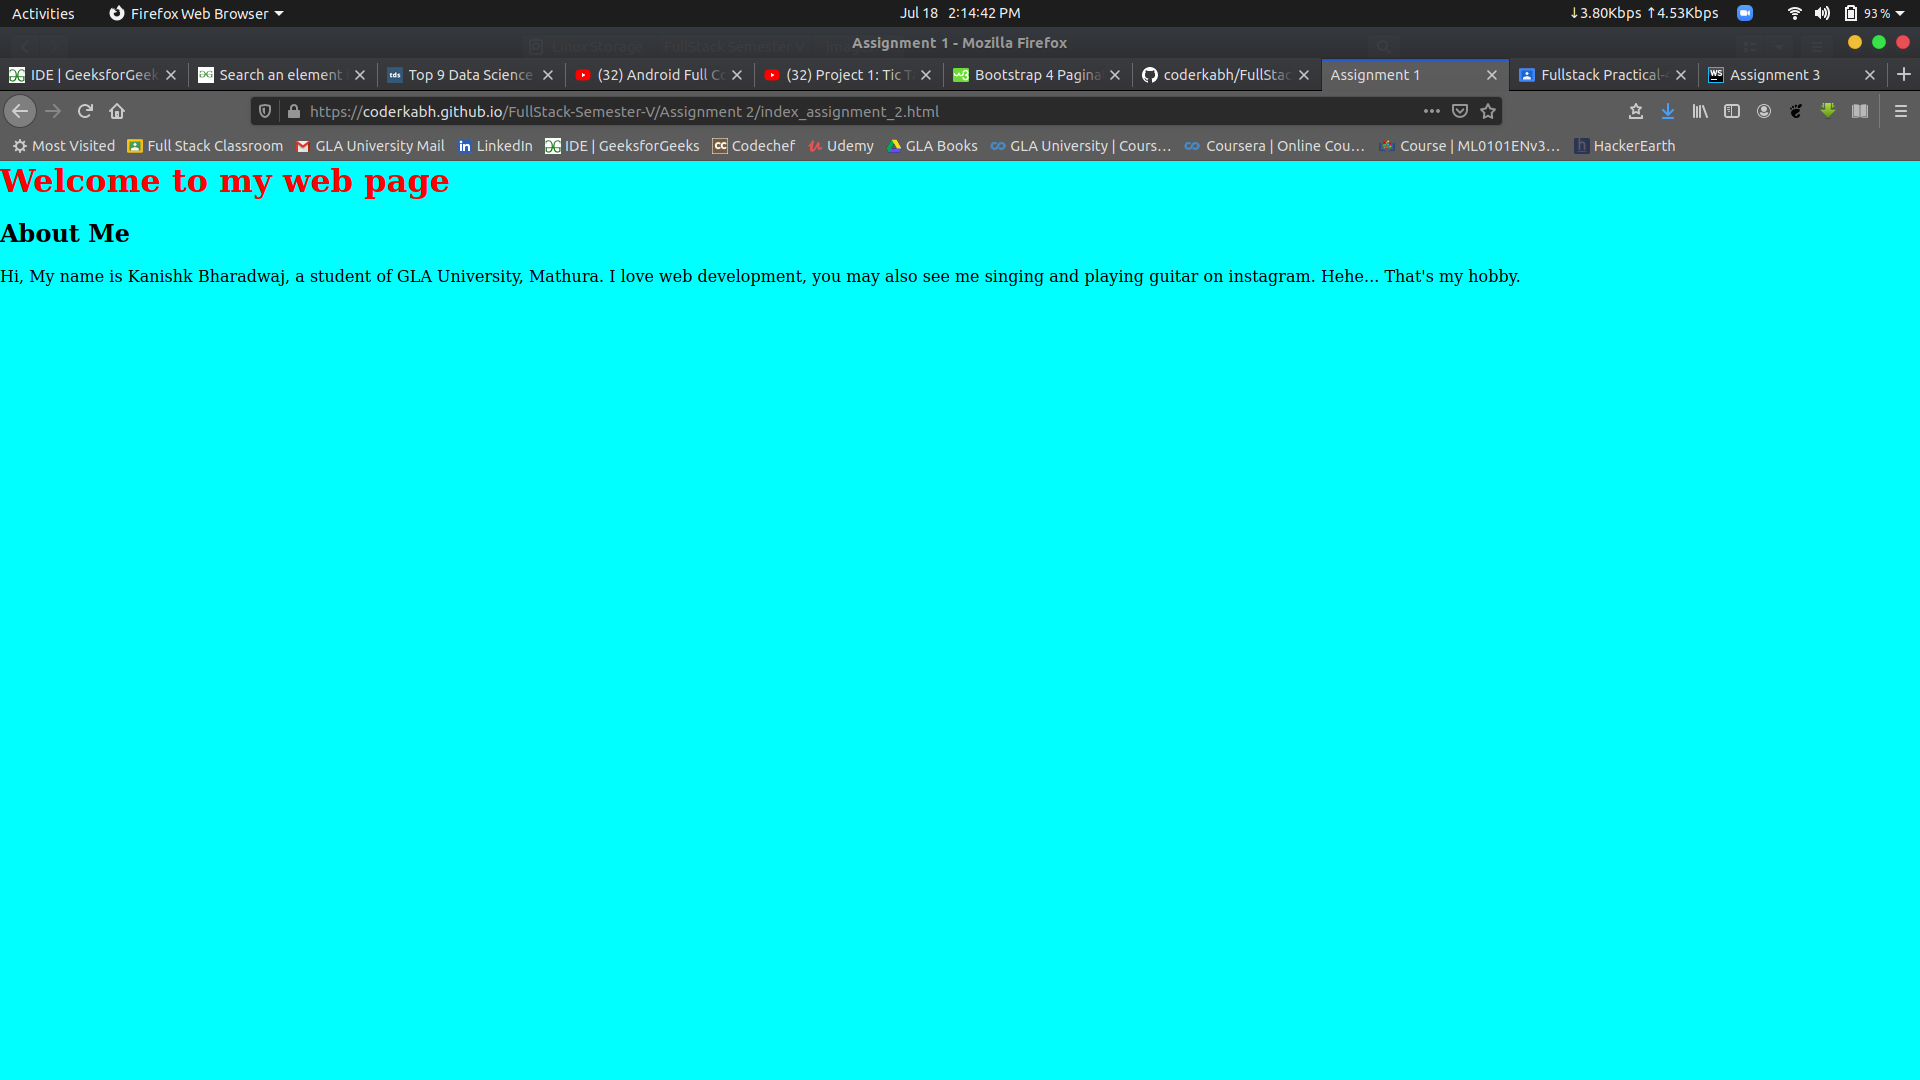 Activities Firefox Web Browser Jul 18 2:14:42 PM ↓3.80Kbps ↑4.53Kbps 93 %
Assignment 1 - Mozilla Firefox
IDE | GeeksforGeek Search an element Top 9 Data Science (32) Android Full Co (32) Project 1: Tic T Bootstrap 4 Pagina coderkabh/FullStac Assignment 1 Fullstack Practical- Assignment 3
https://coderkabh.github.io/FullStack-Semester-V/Assignment 2/index_assignment_2.html
Most Visited Full Stack Classroom GLA University Mail LinkedIn IDE | GeeksforGeeks Codechef Udemy GLA Books GLA University | Cours… Coursera | Online Cou… Course | ML0101ENv3… HackerEarth
Welcome to my web page
About Me
Hi, My name is Kanishk Bharadwaj, a student of GLA University, Mathura. I love web development, you may also see me singing and playing guitar on instagram. Hehe... That's my hobby.